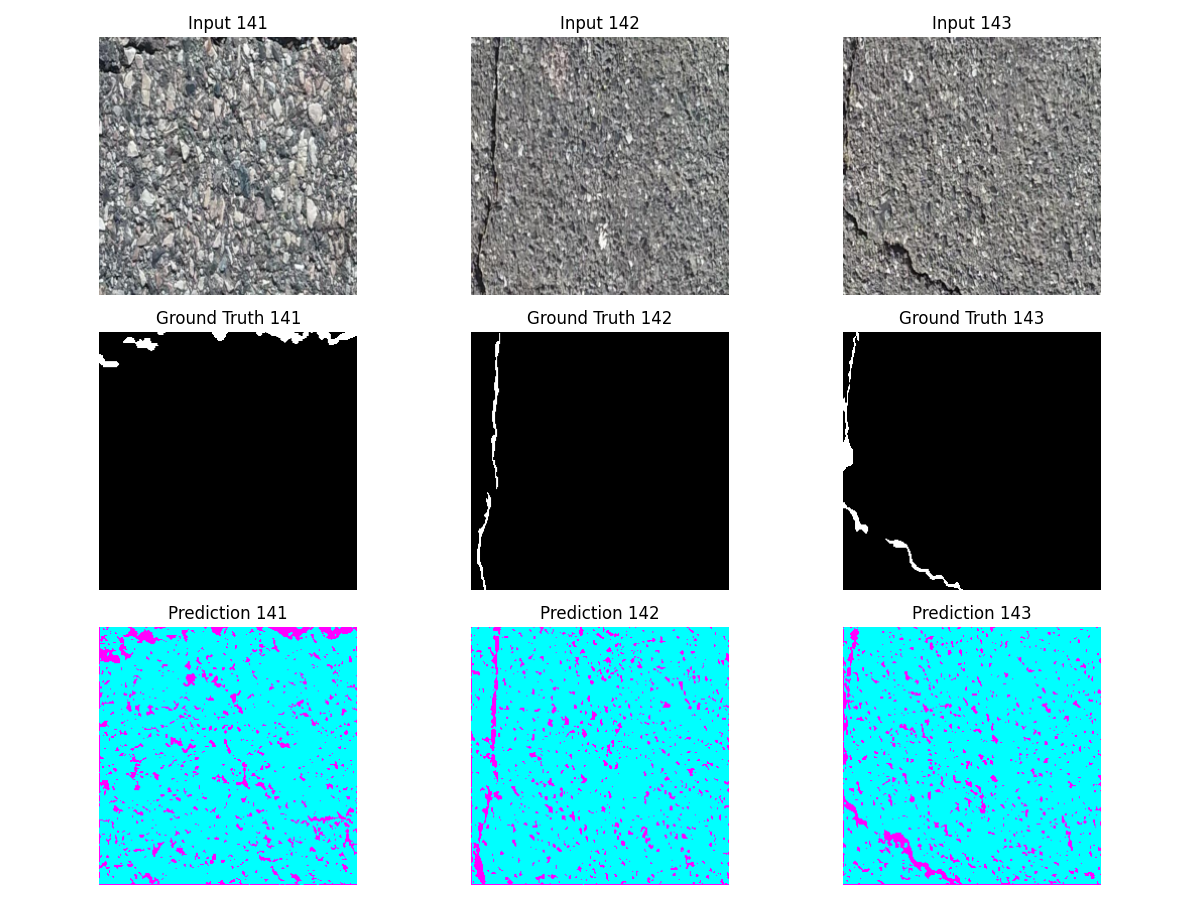 Input 141
Input 142
Input 143
Ground Truth 141
Ground Truth 142
Ground Truth 143
Prediction 141
Prediction 142
Prediction 143